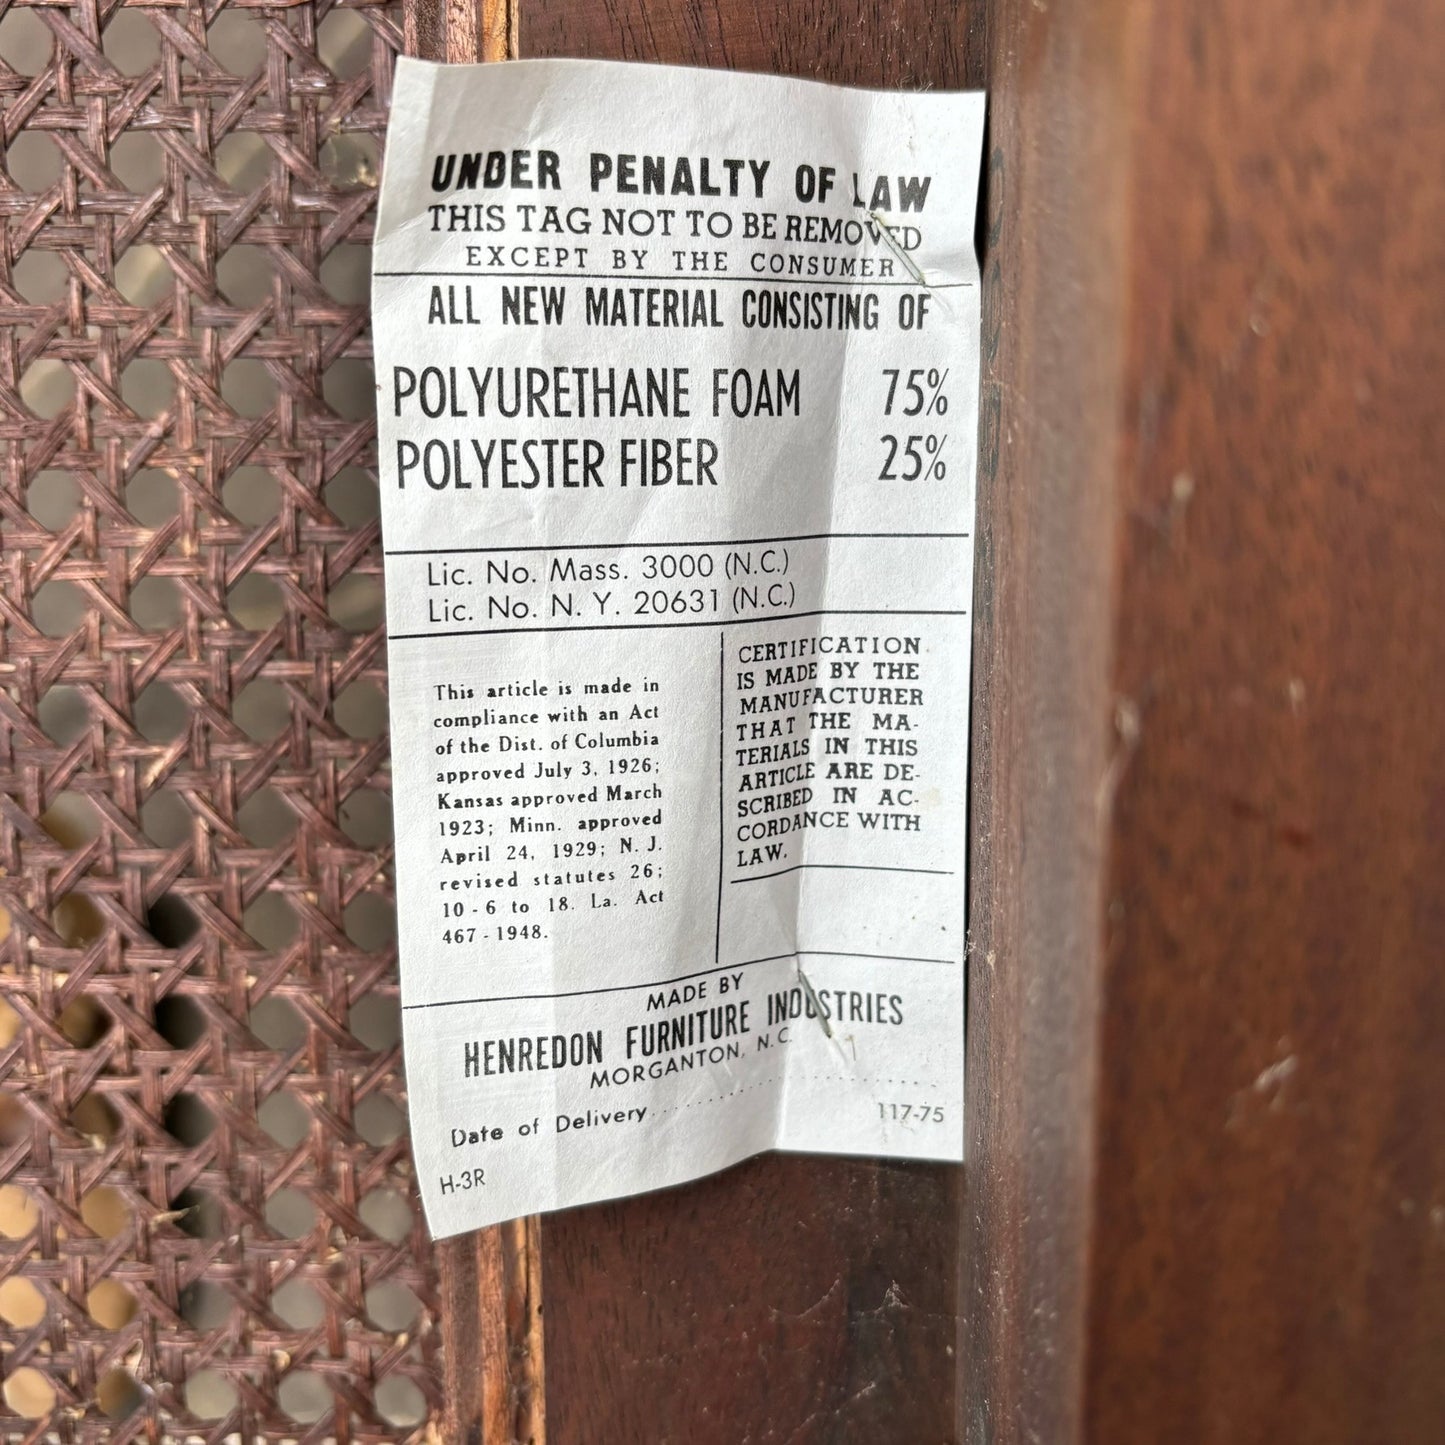 UNDER PENALTY OF LAW
THIS TAG NOT TO BE REMOVED
EXCEPT BY THE CONSUMER
ALL NEW MATERIAL CONSISTING OF
POLYURETHANE FOAM 75%
POLYESTER FIBER 25%
Lic. No. Mass. 3000 (N.C.)
Lic. No. N. Y. 20631 (N.C.)
This article is made in
compliance with an Act
of the Dist. of Columbia
approved July 3, 1926;
Kansas approved March
1923; Minn. approved
April 24, 1929; N. J.
revised statutes 26;
10 - 6 to 18. La. Act
467 - 1948.
CERTIFICATION
IS MADE BY THE
MANUFACTURER
THAT THE MA-
TERIALS IN THIS
ARTICLE ARE DE-
SCRIBED IN AC-
CORDANCE WITH
LAW.
MADE BY
HENREDON FURNITURE INDUSTRIES
MORGANTON, N.C.
Date of Delivery.............................
117-75
H-3R